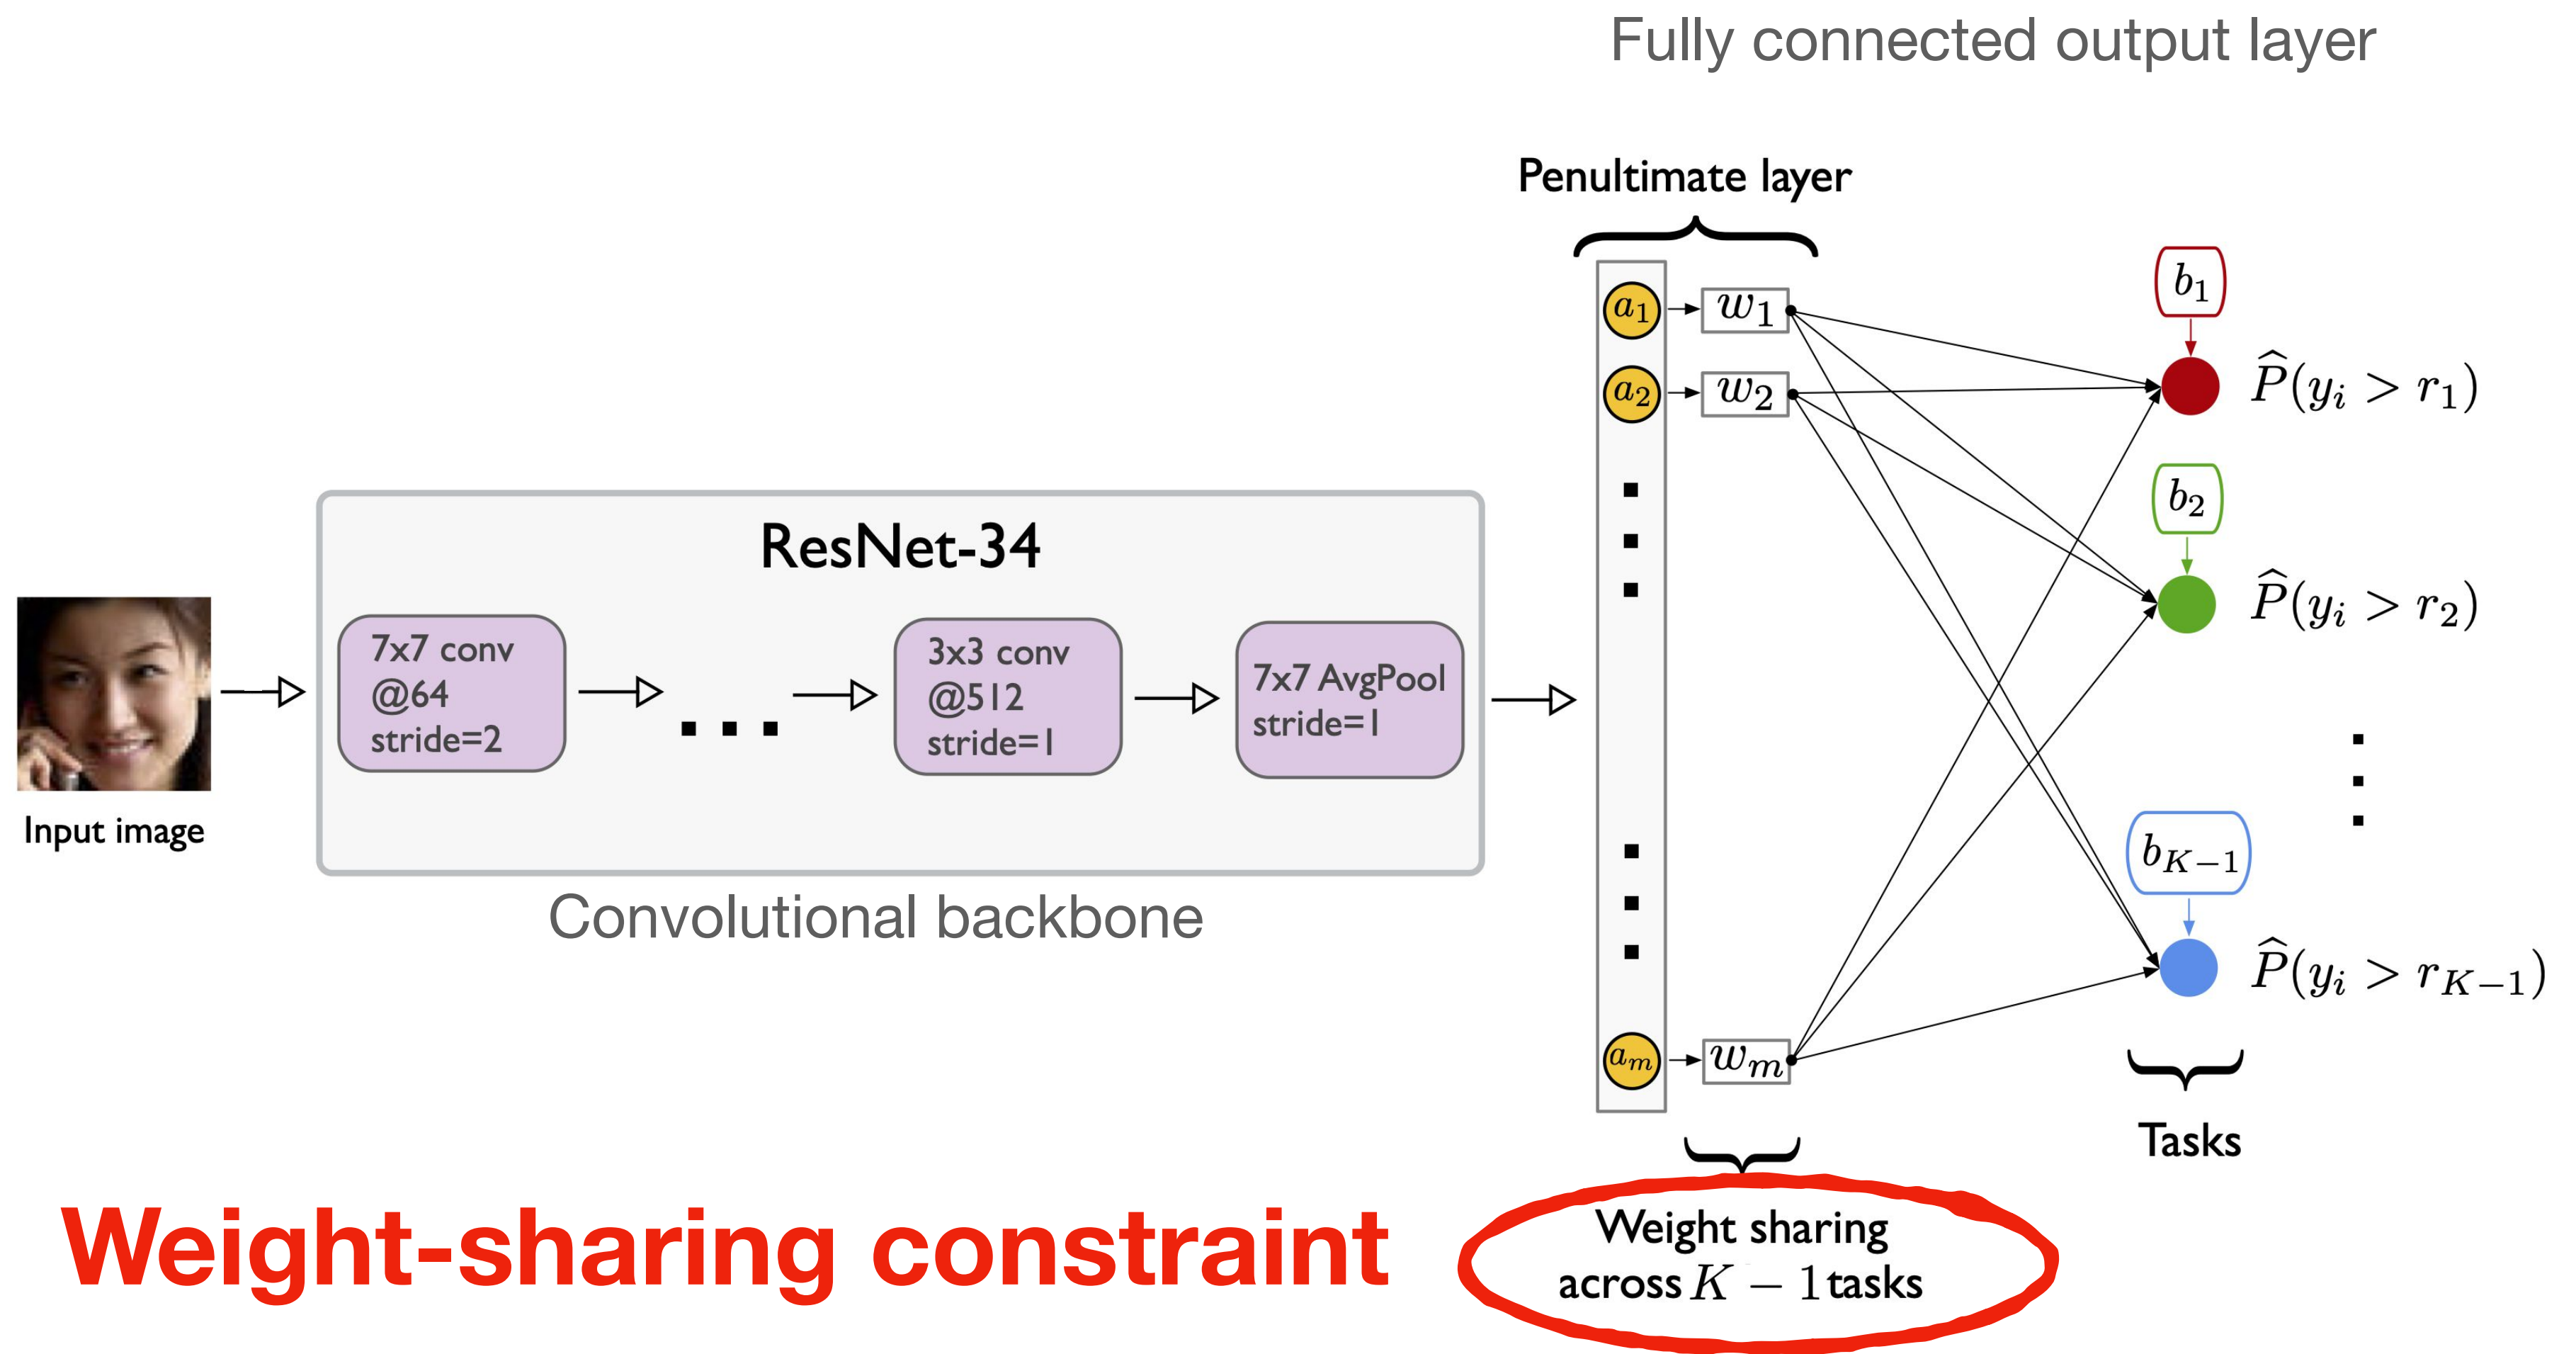 Fully connected output layer
Penultimate layer
a₁
w₁
b₁
P̂(yᵢ > r₁)
a₂
w₂
b₂
P̂(yᵢ > r₂)
ResNet-34
7x7 conv
@64
stride=2
3x3 conv
@512
stride=1
7x7 AvgPool
stride=1
Input image
Convolutional backbone
b_{K−1}
P̂(yᵢ > r_{K−1})
aₘ
wₘ
Tasks
Weight-sharing constraint
Weight sharing
across K − 1 tasks